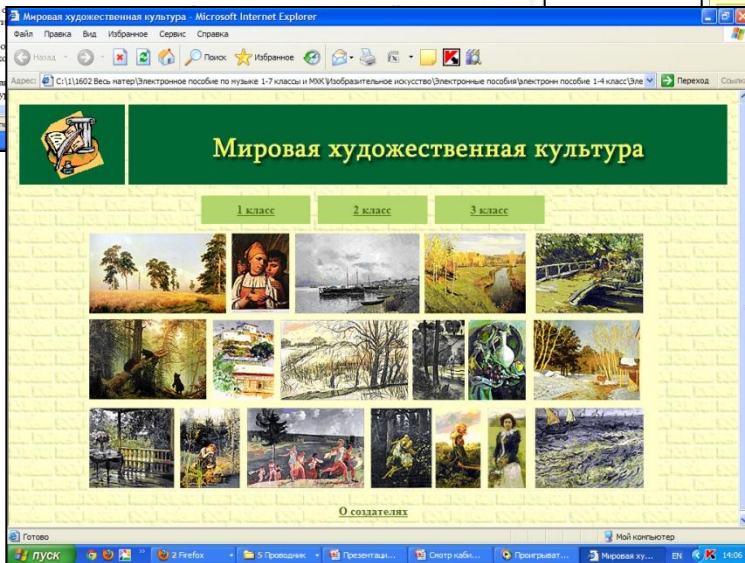 Мировая художественная культура - Microsoft Internet Explorer
Файл Правка Вид Избранное Сервис Справка
Назад Поиск Избранное
Адрес: C:\1\1602 Весь матер\Электронное пособие по музыке 1-7 классы и МХК\Изобразительное искусство\Электронные пособия\электронн пособие 1-4 класс\Эле Переход Ссылки
Мировая художественная культура
1 класс 2 класс 3 класс
О создателях
Готово Мой компьютер
пуск 2 Firefox 5 Проводник Презентаци... Смотр каби... Проигрыват... Мировая ху... EN 14:06